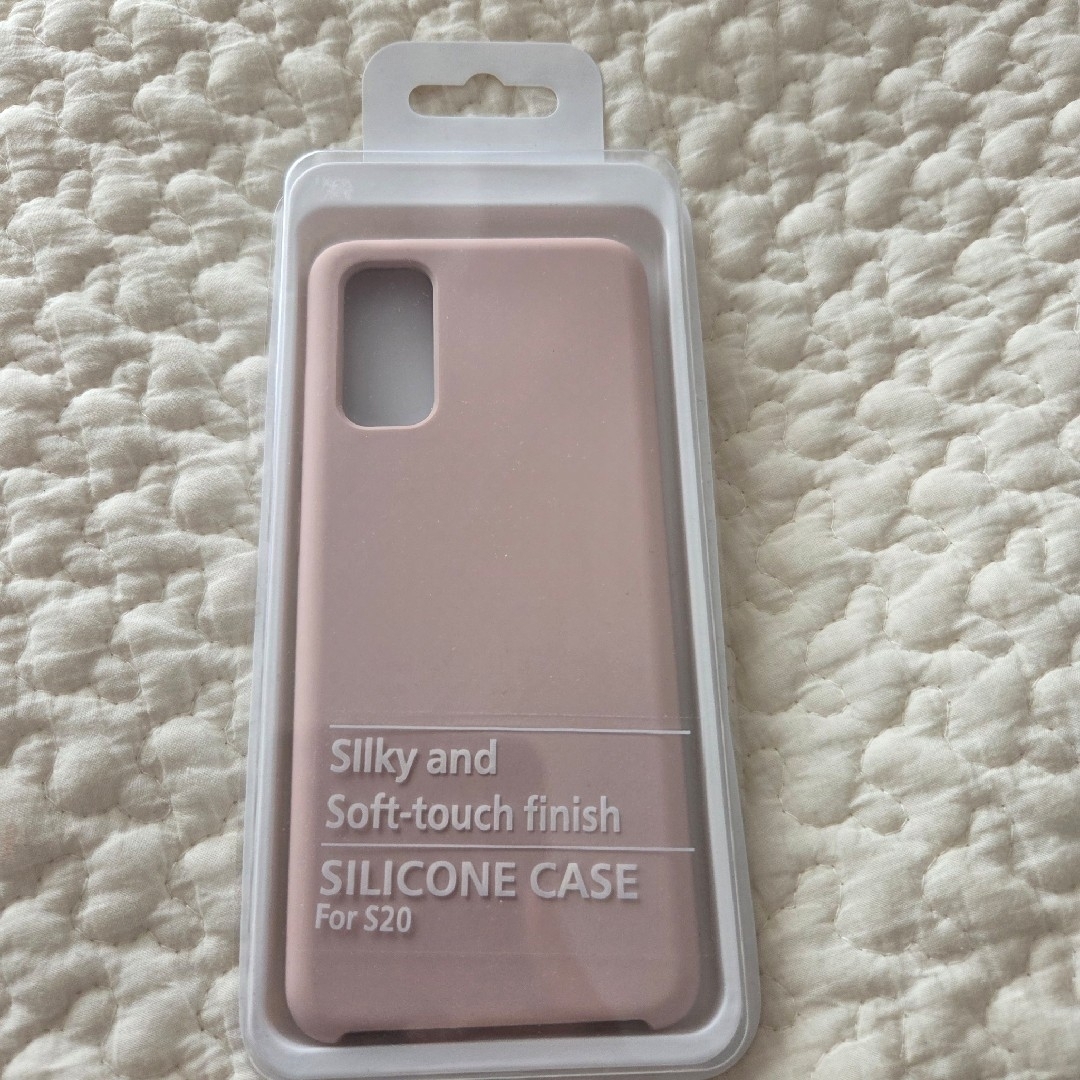 SIlky and
Soft-touch finish
SILICONE CASE
For S20